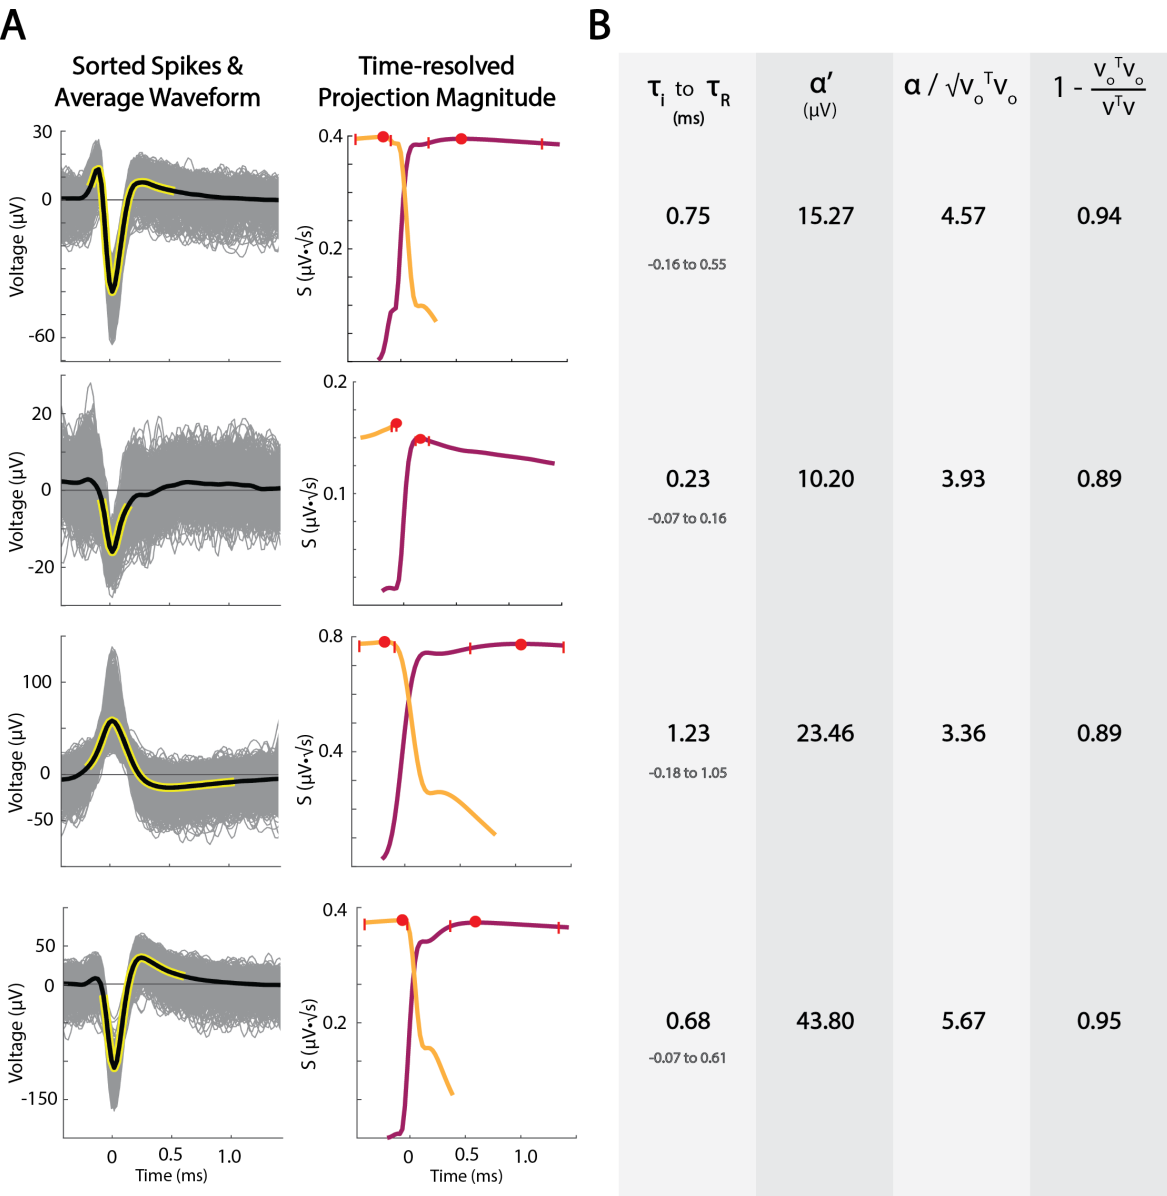 A
B
Sorted Spikes &
Average Waveform
Time-resolved
Projection Magnitude
τi to τR
(ms)
α′
(μV)
α / √voTvo
1 - voTvo
vTv
30
0
-60
Voltage (μV)
0.4
0.2
S (μV•√s)
0.75
-0.16 to 0.55
15.27
4.57
0.94
20
0
-20
Voltage (μV)
0.2
0.1
S (μV•√s)
0.23
-0.07 to 0.16
10.20
3.93
0.89
100
0
-50
Voltage (μV)
0.8
0.4
S (μV•√s)
1.23
-0.18 to 1.05
23.46
3.36
0.89
50
0
-150
Voltage (μV)
0.4
0.2
S (μV•√s)
0.68
-0.07 to 0.61
43.80
5.67
0.95
0 0.5 1.0
Time (ms)
0 0.5 1.0
Time (ms)